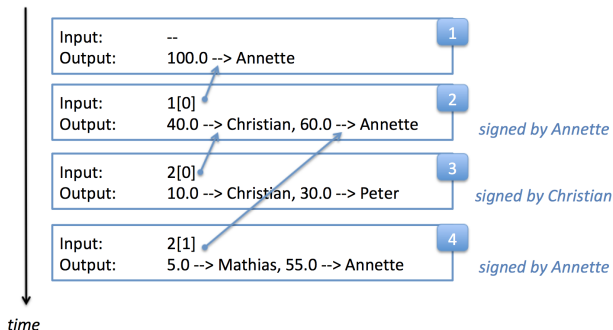 1
Input: --
Output: 100.0 --> Annette
2
Input: 1[0]
Output: 40.0 --> Christian, 60.0 --> Annette
signed by Annette
3
Input: 2[0]
Output: 10.0 --> Christian, 30.0 --> Peter
signed by Christian
4
Input: 2[1]
Output: 5.0 --> Mathias, 55.0 --> Annette
signed by Annette
time